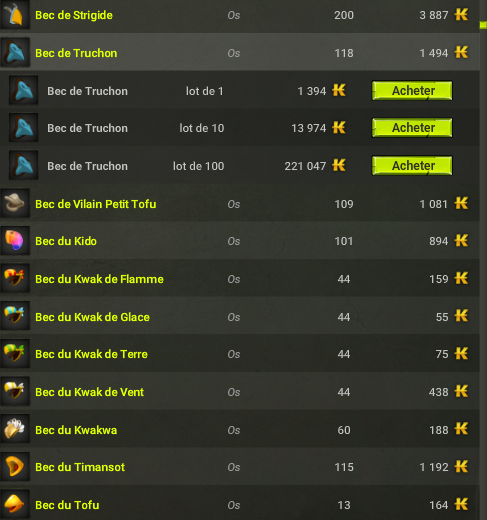 Bec de Strigide Os 200 3 887
Bec de Truchon Os 118 1 494
Bec de Truchon lot de 1 1 394 Acheter
Bec de Truchon lot de 10 13 974 Acheter
Bec de Truchon lot de 100 221 047 Acheter
Bec de Vilain Petit Tofu Os 109 1 081
Bec du Kido Os 101 894
Bec du Kwak de Flamme Os 44 159
Bec du Kwak de Glace Os 44 55
Bec du Kwak de Terre Os 44 75
Bec du Kwak de Vent Os 44 438
Bec du Kwakwa Os 60 188
Bec du Timansot Os 115 1 192
Bec du Tofu Os 13 164